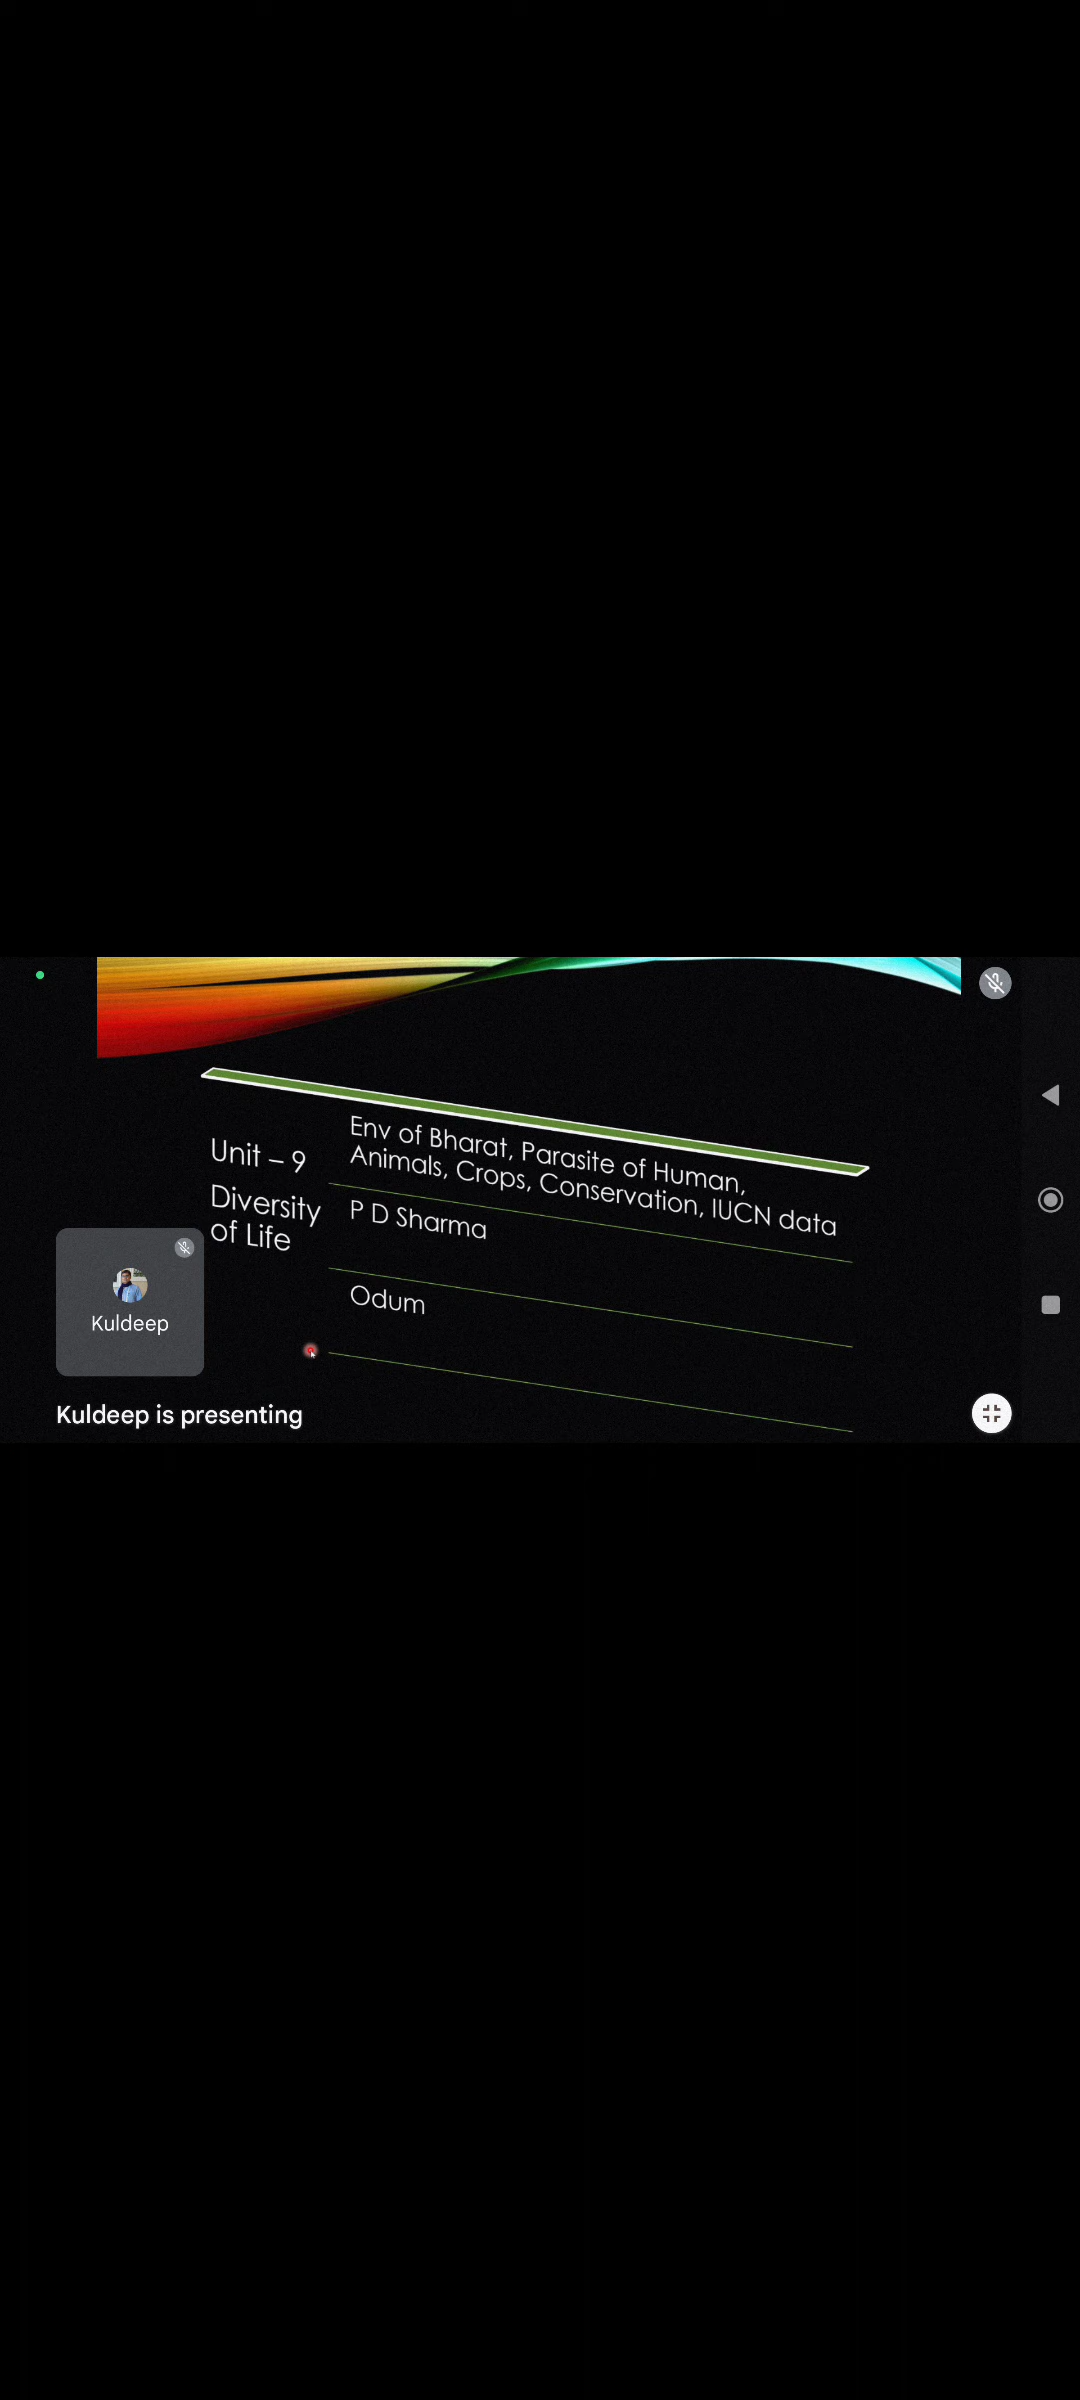 Unit – 9
Diversity
of Life
Env of Bharat, Parasite of Human,
Animals, Crops, Conservation, IUCN data
P D Sharma
Odum
Kuldeep
Kuldeep is presenting